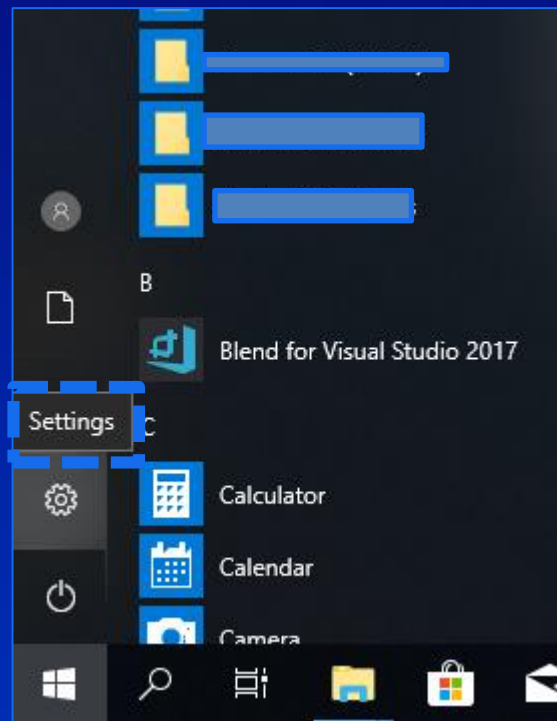 B
Blend for Visual Studio 2017
Settings
C
Calculator
Calendar
Camera